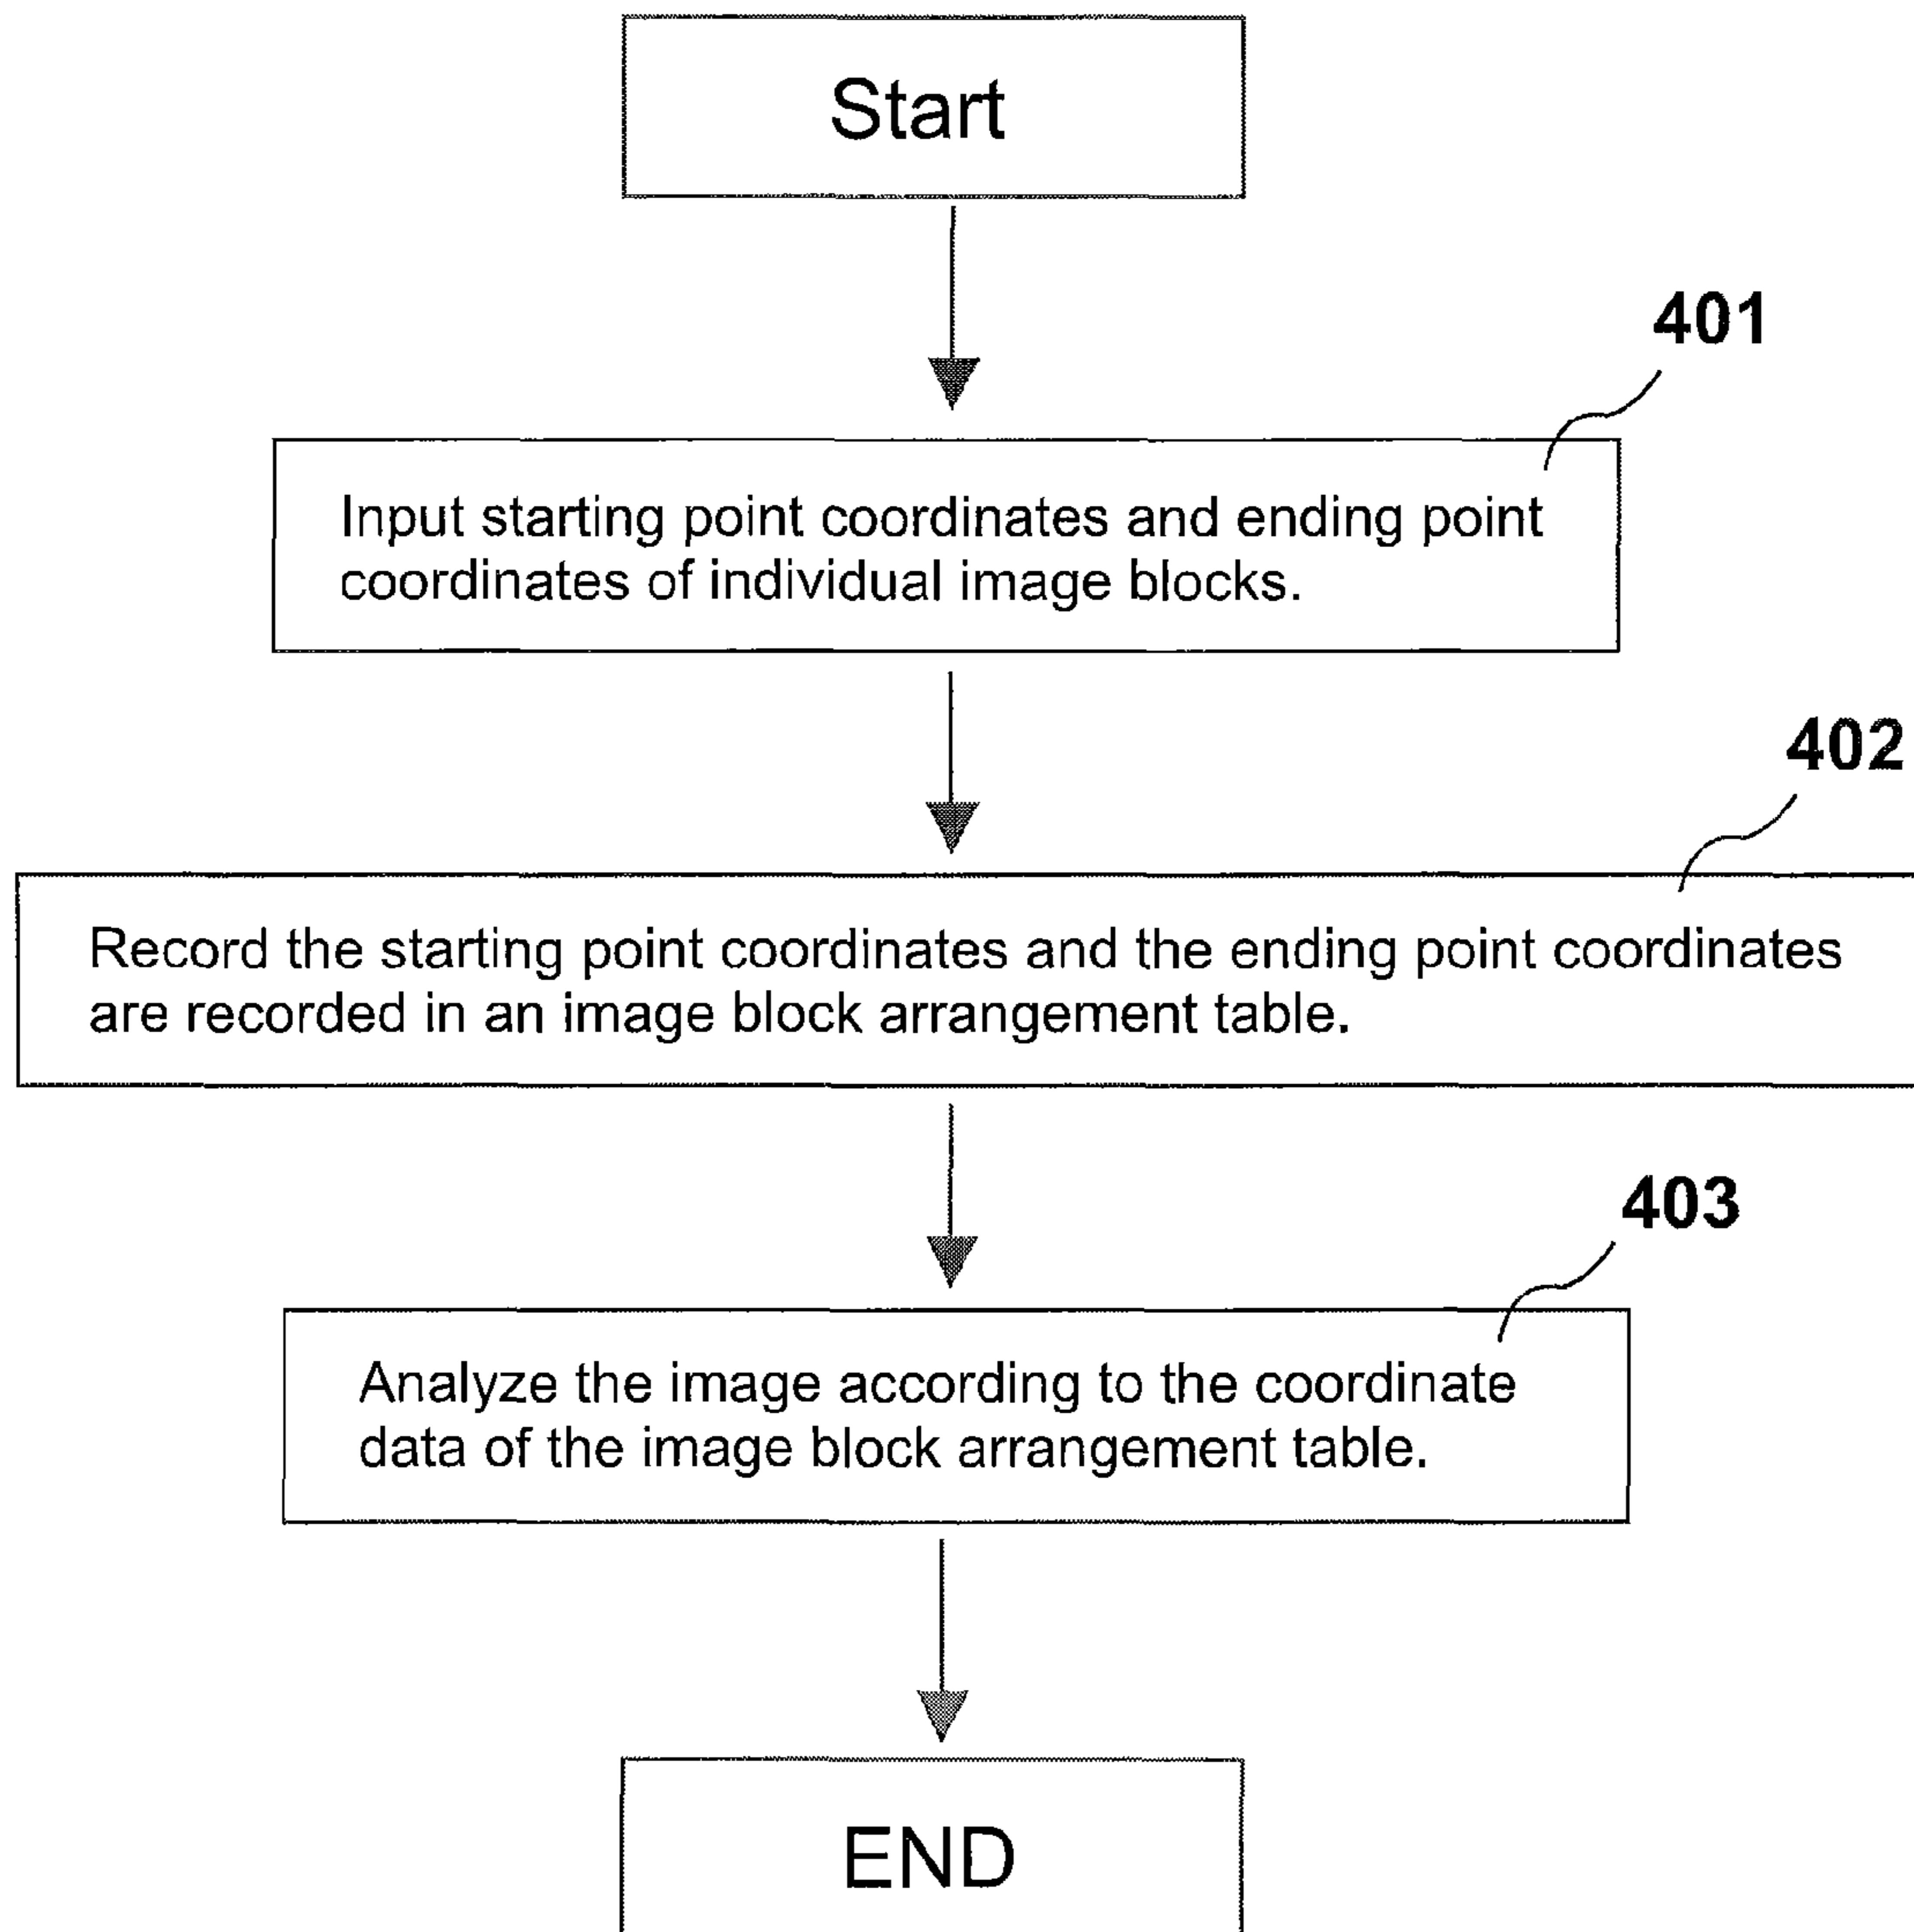 Start
401
Input starting point coordinates and ending point
coordinates of individual image blocks.
402
Record the starting point coordinates and the ending point coordinates
are recorded in an image block arrangement table.
403
Analyze the image according to the coordinate
data of the image block arrangement table.
END